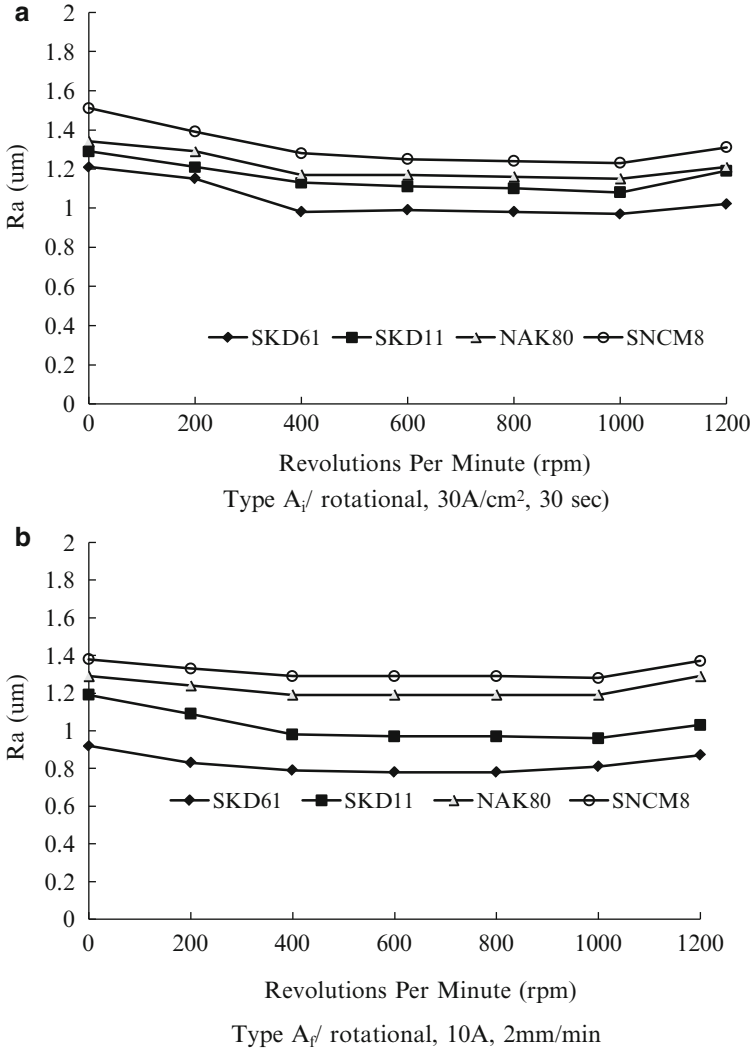 a
2
1.8
1.6
1.4
1.2
1
0.8
0.6
0.4
0.2
0
Ra (um)
SKD61 SKD11 NAK80 SNCM8
0 200 400 600 800 1000 1200
Revolutions Per Minute (rpm)
Type Aᵢ/ rotational, 30A/cm², 30 sec)
b
2
1.8
1.6
1.4
1.2
1
0.8
0.6
0.4
0.2
0
Ra (um)
SKD61 SKD11 NAK80 SNCM8
0 200 400 600 800 1000 1200
Revolutions Per Minute (rpm)
Type A_f/ rotational, 10A, 2mm/min